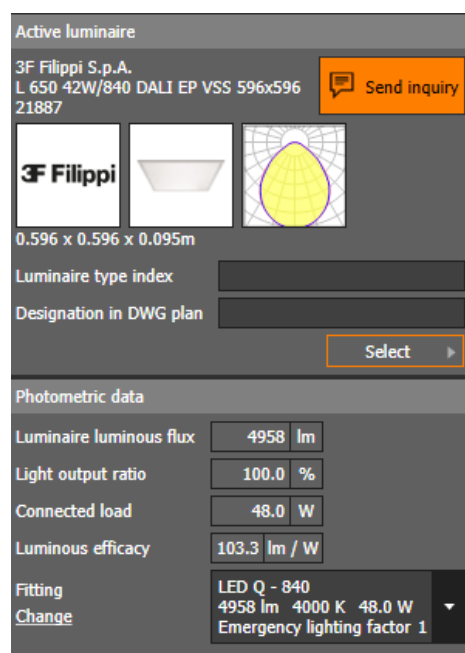 Active luminaire
3F Filippi S.p.A.
L 650 42W/840 DALI EP VSS 596x596
21887
Send inquiry
3F Filippi
0.596 x 0.596 x 0.095m
Luminaire type index
Designation in DWG plan
Select
Photometric data
Luminaire luminous flux 4958 lm
Light output ratio 100.0 %
Connected load 48.0 W
Luminous efficacy 103.3 lm / W
Fitting
Change
LED Q - 840
4958 lm 4000 K 48.0 W
Emergency lighting factor 1